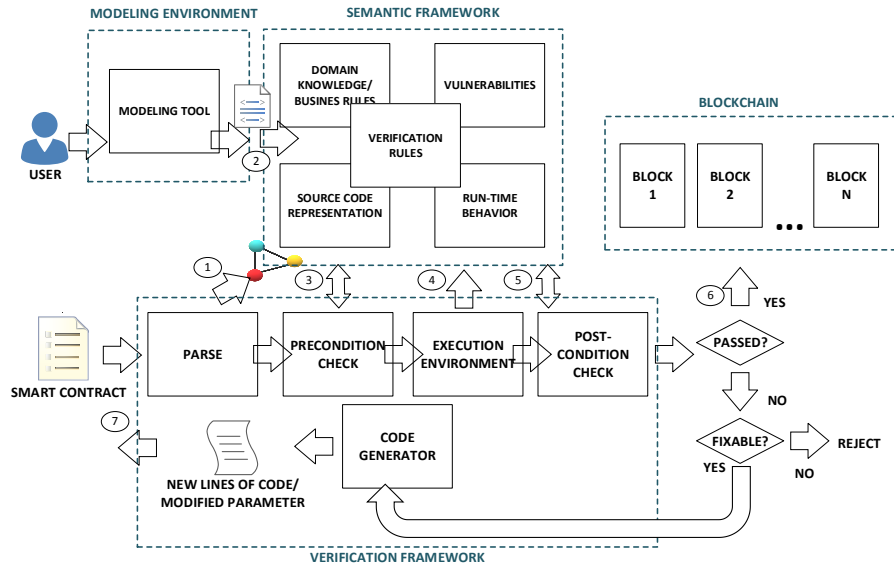 MODELING ENVIRONMENT
SEMANTIC FRAMEWORK
MODELING TOOL
USER
2
DOMAIN
KNOWLEDGE/
BUSINES RULES
VULNERABILITIES
VERIFICATION
RULES
SOURCE CODE
REPRESENTATION
RUN-TIME
BEHAVIOR
BLOCKCHAIN
BLOCK
1
BLOCK
2
...
BLOCK
N
1
3
4
5
6
YES
SMART CONTRACT
PARSE
PRECONDITION
CHECK
EXECUTION
ENVIRONMENT
POST-
CONDITION
CHECK
PASSED?
NO
FIXABLE?
YES
NO
REJECT
7
NEW LINES OF CODE/
MODIFIED PARAMETER
CODE
GENERATOR
VERIFICATION FRAMEWORK